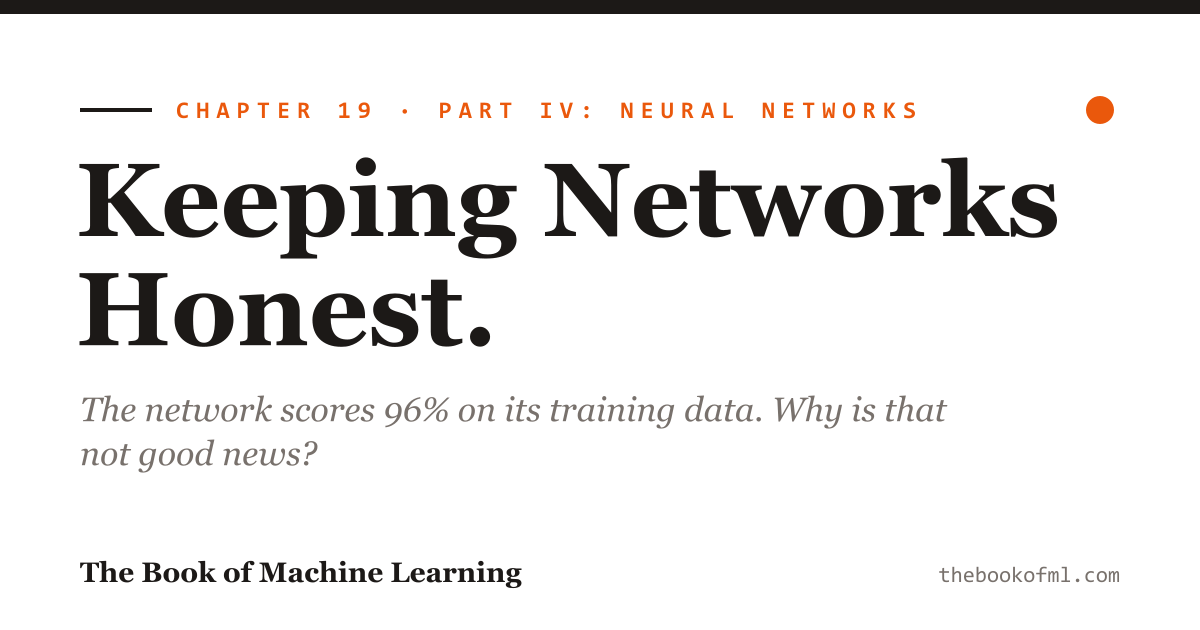 CHAPTER 19 · PART IV: NEURAL NETWORKS
Keeping Networks
Honest.
The network scores 96% on its training data. Why is that
not good news?
The Book of Machine Learning
thebookofml.com